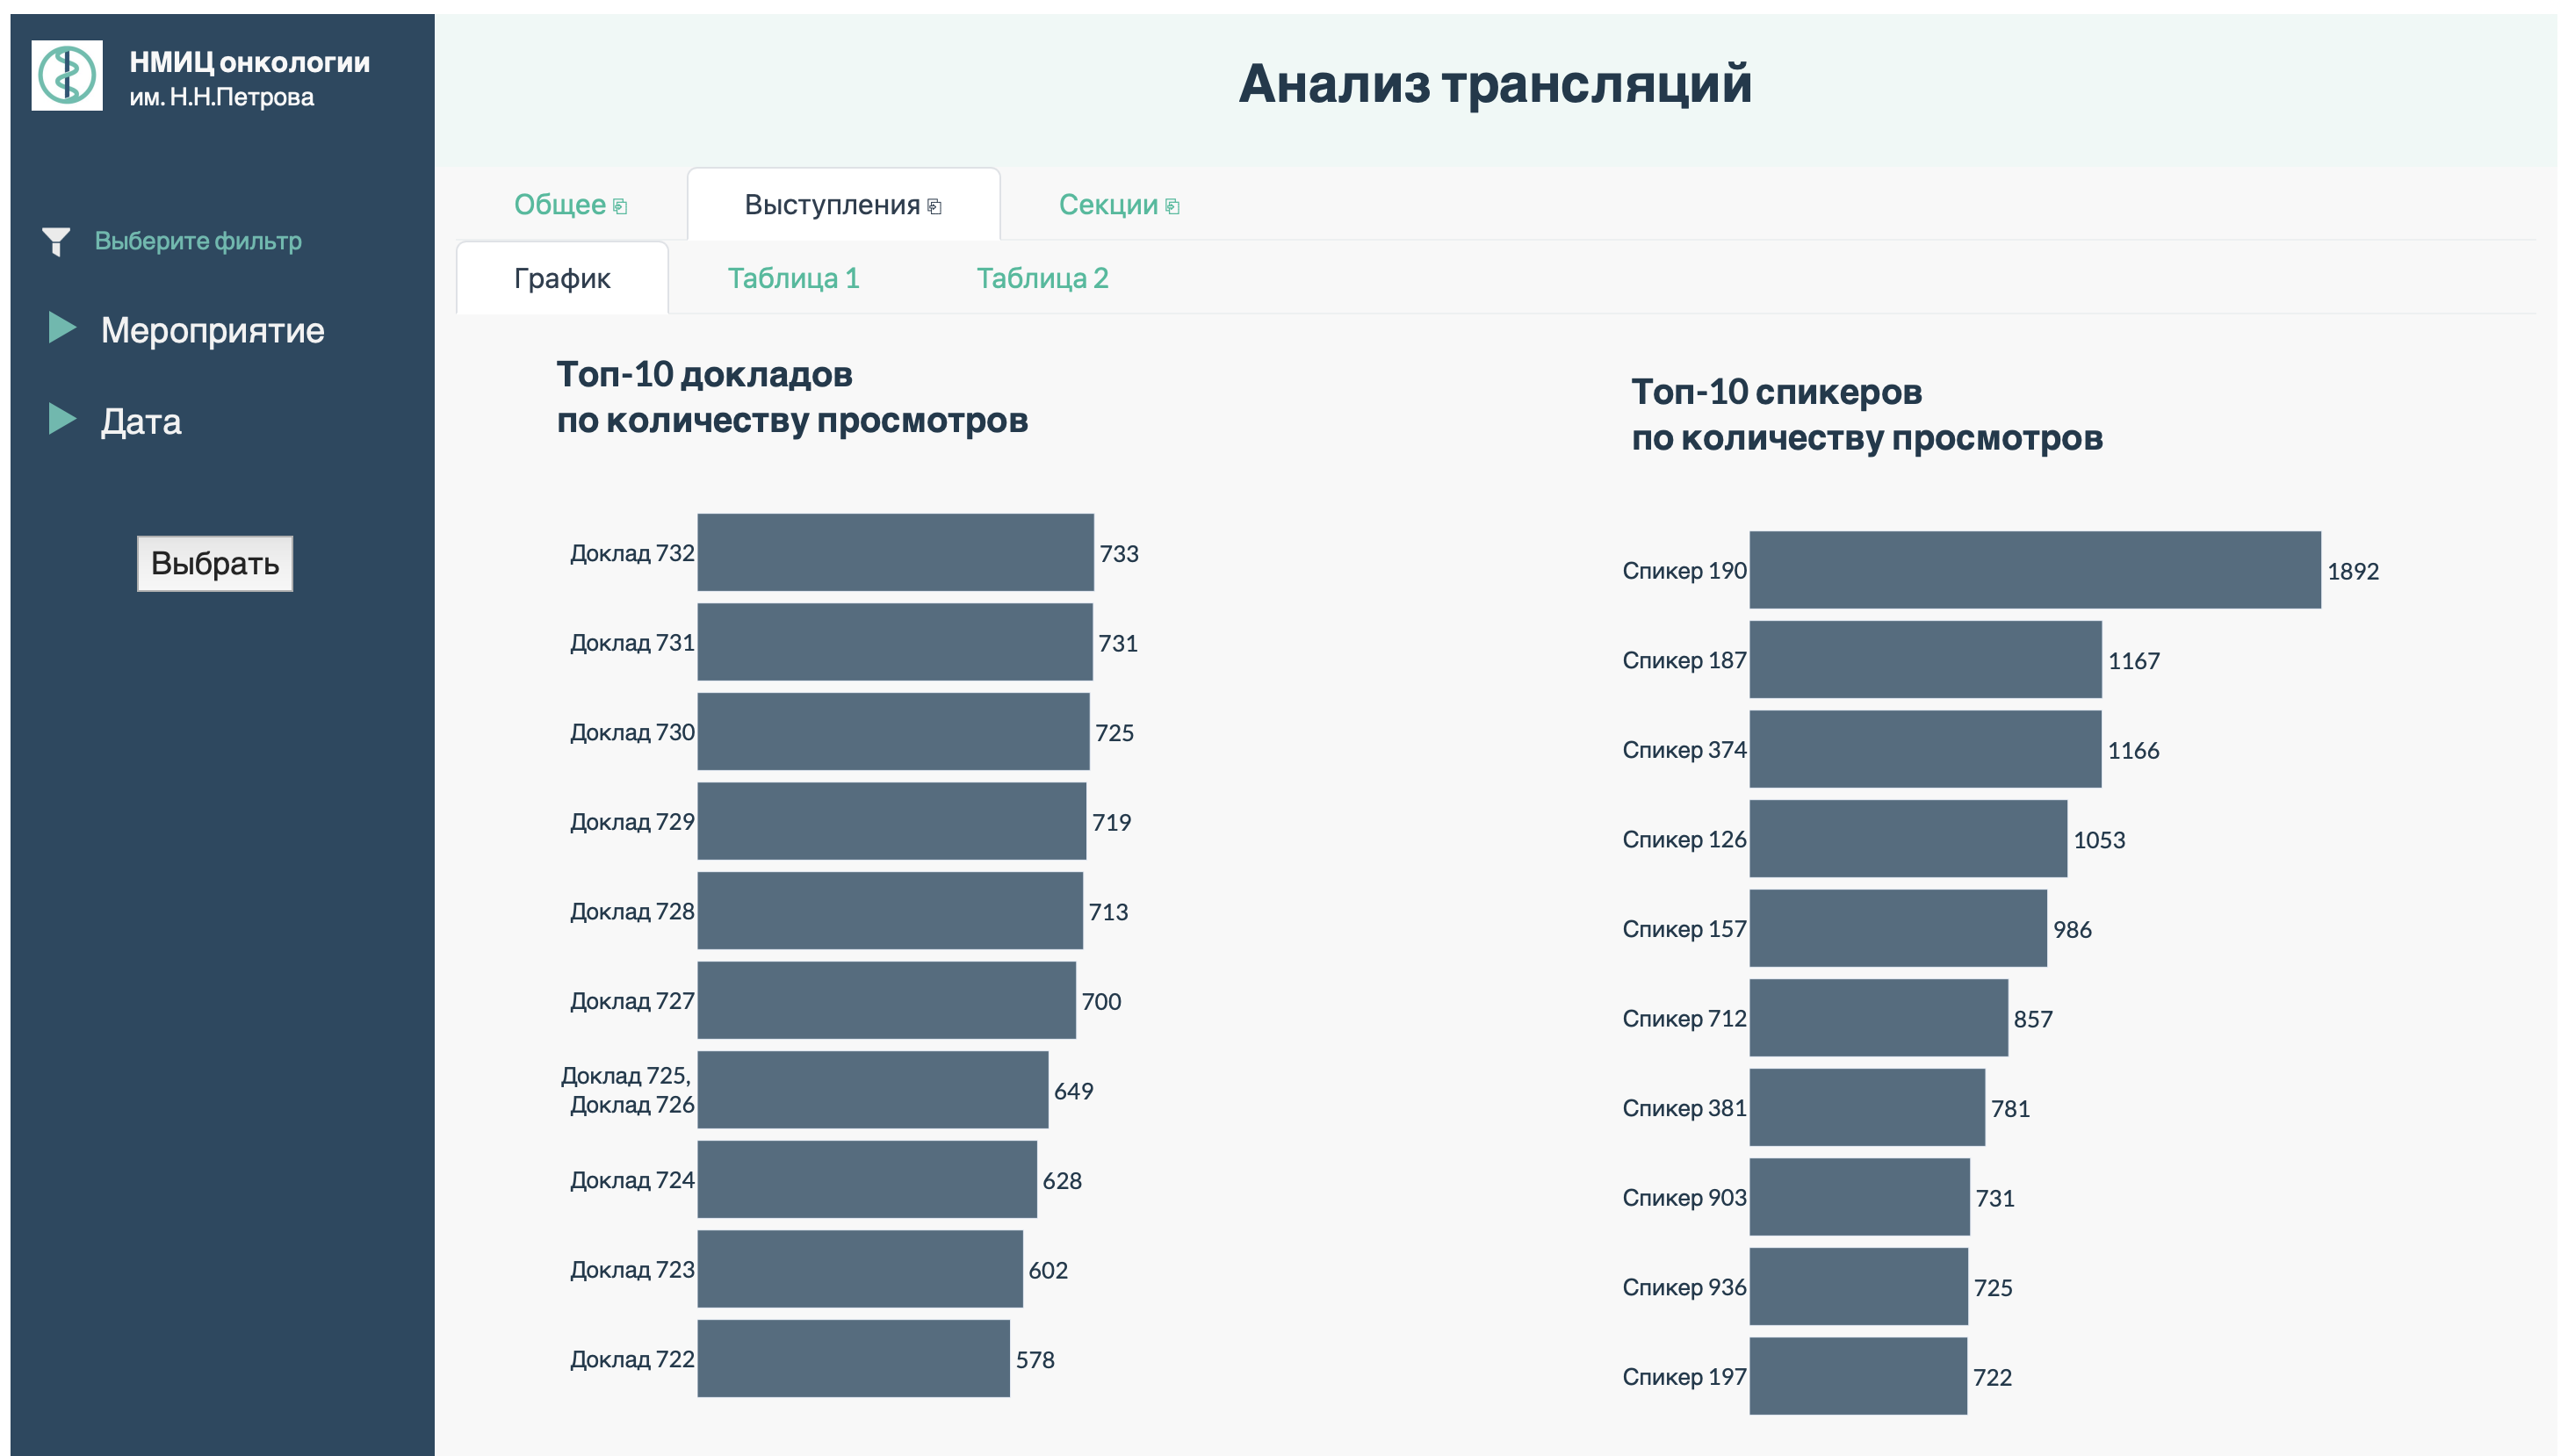 НМИЦ онкологии
им. Н.Н.Петрова
Выберите фильтр
Мероприятие
Дата
Выбрать
Анализ трансляций
Общее
Выступления
Секции
График
Таблица 1
Таблица 2
Топ-10 докладов
по количеству просмотров
Доклад 732 733
Доклад 731 731
Доклад 730 725
Доклад 729 719
Доклад 728 713
Доклад 727 700
Доклад 725,
Доклад 726 649
Доклад 724 628
Доклад 723 602
Доклад 722 578
Топ-10 спикеров
по количеству просмотров
Спикер 190 1892
Спикер 187 1167
Спикер 374 1166
Спикер 126 1053
Спикер 157 986
Спикер 712 857
Спикер 381 781
Спикер 903 731
Спикер 936 725
Спикер 197 722